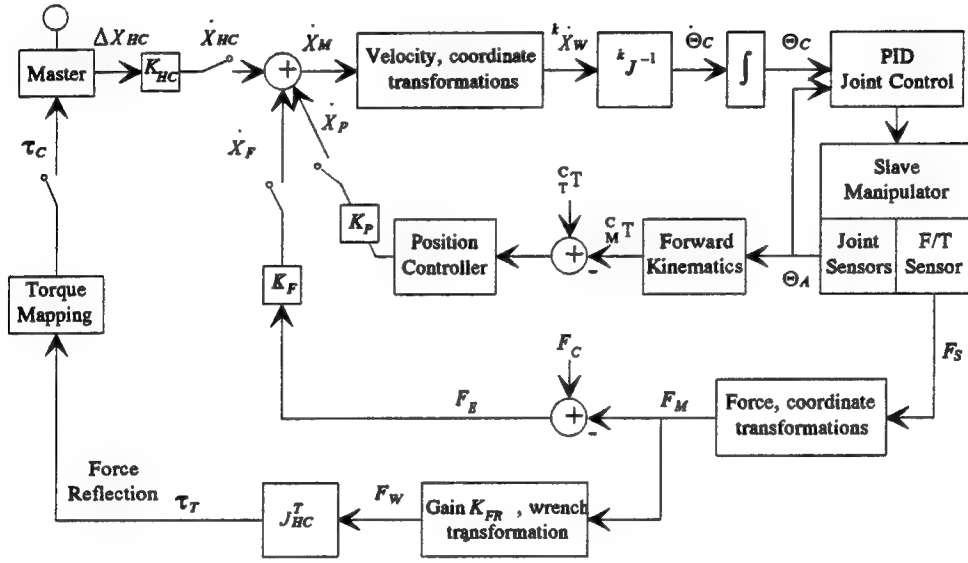 ΔX_HC
Ẋ_HC
Ẋ_M
ᵏẊ_W
Θ̇_C
Θ_C
Master
K_HC
+
Velocity, coordinate
transformations
ᵏJ⁻¹
∫
PID
Joint Control
τ_C
Ẋ_F
Ẋ_P
Slave
Manipulator
K_P
Position
Controller
C_T T
+
-
C_M T
Forward
Kinematics
Θ_A
Joint
Sensors
F/T
Sensor
Torque
Mapping
K_F
F_S
F_E
F_C
+
-
F_M
Force, coordinate
transformations
Force
Reflection
τ_T
J^T_HC
F_W
Gain K_FR , wrench
transformation